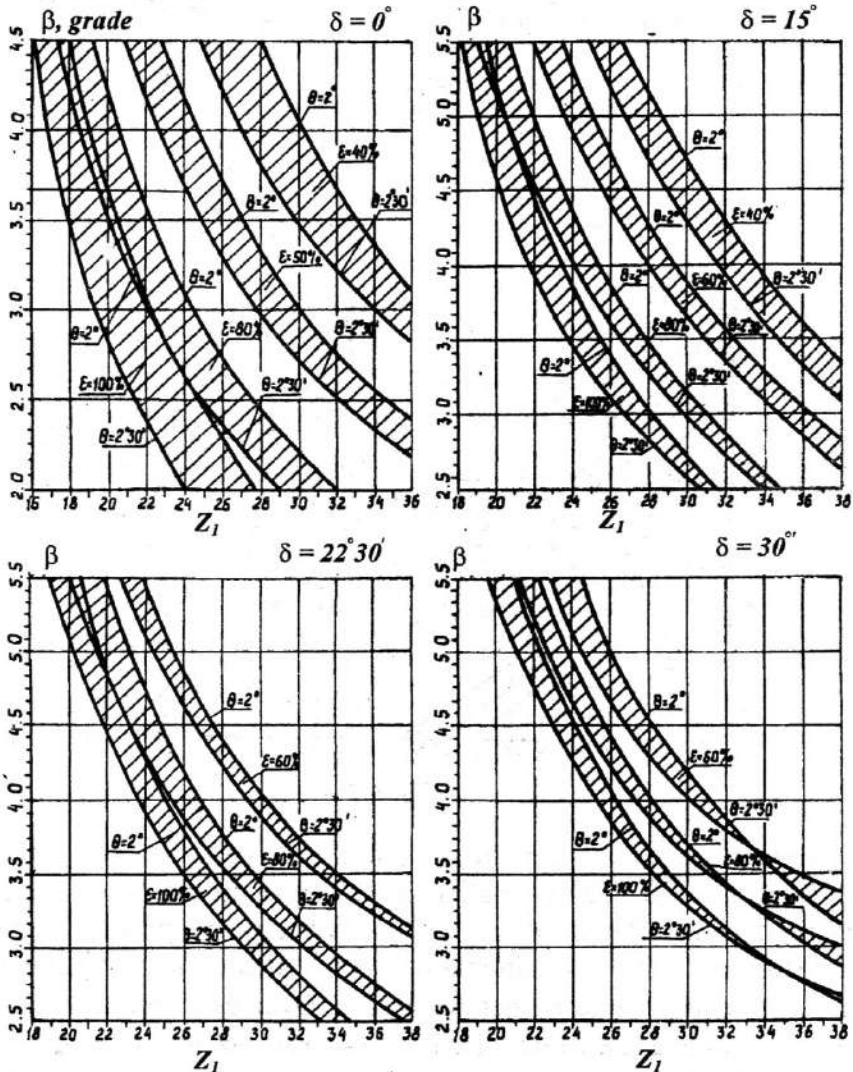 β, grade
δ = 0°
4.5
4.0
3.5
3.0
2.5
2.0
θ=2°
ε=40%
θ=2°30'
θ=2°
ε=50%
θ=2°30'
θ=2°
ε=80%
θ=2°30'
θ=2°
ε=100%
θ=2°30'
16 18 20 22 24 26 28 30 32 34 36
Z1
β
δ = 15°
5.5
5.0
4.5
4.0
3.5
3.0
2.5
θ=2°
ε=40%
θ=2°30'
θ=2°
ε=60%
θ=2°30'
θ=2°
ε=80%
θ=2°30'
θ=2°
ε=100%
θ=2°30'
18 20 22 24 26 28 30 32 34 36 38
Z1
β
δ = 22°30'
5.5
5.0
4.5
4.0
3.5
3.0
2.5
θ=2°
ε=60%
θ=2°30'
θ=2°
ε=80%
θ=2°30'
θ=2°
ε=100%
θ=2°30'
18 20 22 24 26 28 30 32 34 36 38
Z1
β
δ = 30°'
5.5
5.0
4.5
4.0
3.5
3.0
2.5
θ=2°
ε=60%
θ=2°30'
θ=2°
ε=80%
θ=2°30'
θ=2°
ε=100%
θ=2°30'
18 20 22 24 26 28 30 32 34 36 38
Z1